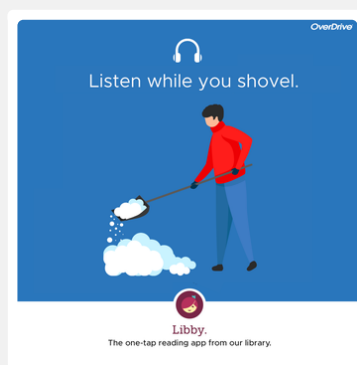 OverDrive
Listen while you shovel.
Libby.
The one-tap reading app from our library.